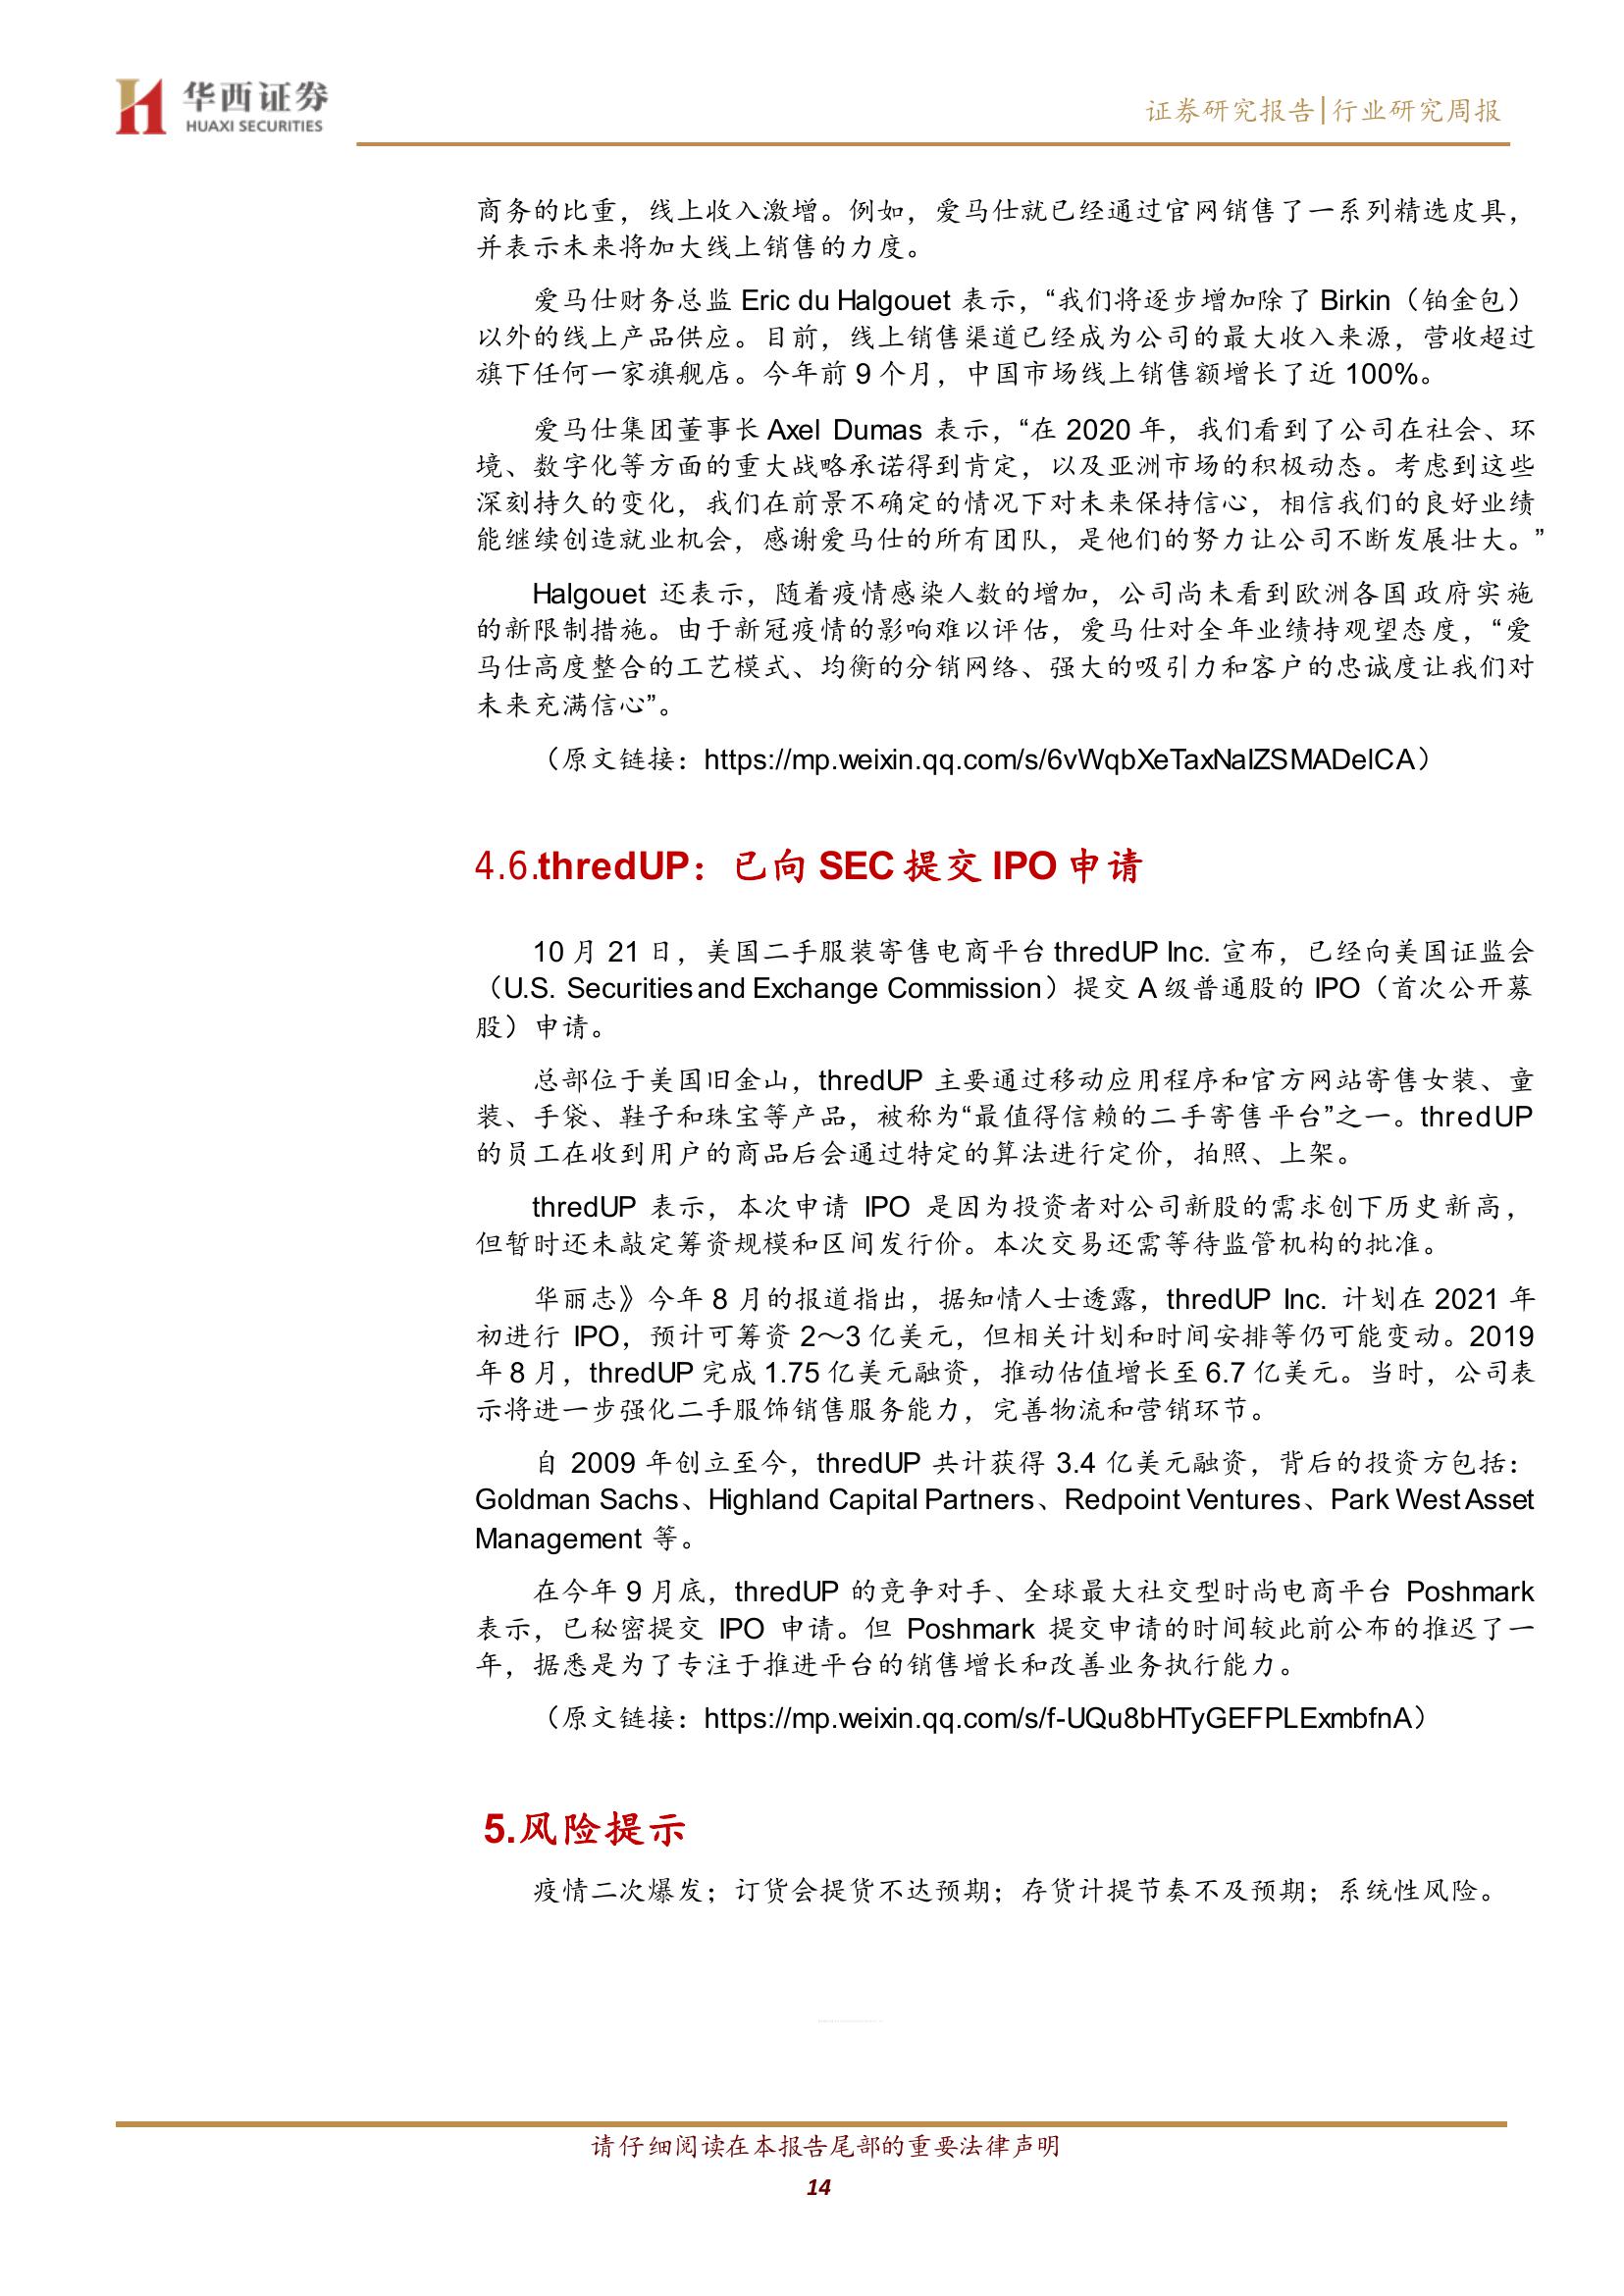 华西证券
HUAXI SECURITIES
证券研究报告|行业研究周报
商务的比重，线上收入激增。例如，爱马仕就已经通过官网销售了一系列精选皮具，
并表示未来将加大线上销售的力度。
爱马仕财务总监 Eric du Halgouet 表示，“我们将逐步增加除了 Birkin（铂金包）
以外的线上产品供应。目前，线上销售渠道已经成为公司的最大收入来源，营收超过
旗下任何一家旗舰店。今年前 9 个月，中国市场线上销售额增长了近 100%。
爱马仕集团董事长 Axel Dumas 表示，“在 2020 年，我们看到了公司在社会、环
境、数字化等方面的重大战略承诺得到肯定，以及亚洲市场的积极动态。考虑到这些
深刻持久的变化，我们在前景不确定的情况下对未来保持信心，相信我们的良好业绩
能继续创造就业机会，感谢爱马仕的所有团队，是他们的努力让公司不断发展壮大。”
Halgouet 还表示，随着疫情感染人数的增加，公司尚未看到欧洲各国政府实施
的新限制措施。由于新冠疫情的影响难以评估，爱马仕对全年业绩持观望态度，“爱
马仕高度整合的工艺模式、均衡的分销网络、强大的吸引力和客户的忠诚度让我们对
未来充满信心”。
（原文链接：https://mp.weixin.qq.com/s/6vWqbXeTaxNaIZSMADelCA）
4.6.thredUP：已向 SEC 提交 IPO 申请
10 月 21 日，美国二手服装寄售电商平台 thredUP Inc. 宣布，已经向美国证监会
（U.S. Securities and Exchange Commission）提交 A 级普通股的 IPO（首次公开募
股）申请。
总部位于美国旧金山，thredUP 主要通过移动应用程序和官方网站寄售女装、童
装、手袋、鞋子和珠宝等产品，被称为“最值得信赖的二手寄售平台”之一。thredUP
的员工在收到用户的商品后会通过特定的算法进行定价，拍照、上架。
thredUP 表示，本次申请 IPO 是因为投资者对公司新股的需求创下历史新高，
但暂时还未敲定筹资规模和区间发行价。本次交易还需等待监管机构的批准。
华丽志》今年 8 月的报道指出，据知情人士透露，thredUP Inc. 计划在 2021 年
初进行 IPO，预计可筹资 2～3 亿美元，但相关计划和时间安排等仍可能变动。2019
年 8 月，thredUP 完成 1.75 亿美元融资，推动估值增长至 6.7 亿美元。当时，公司表
示将进一步强化二手服饰销售服务能力，完善物流和营销环节。
自 2009 年创立至今，thredUP 共计获得 3.4 亿美元融资，背后的投资方包括：
Goldman Sachs、Highland Capital Partners、Redpoint Ventures、Park West Asset
Management 等。
在今年 9 月底，thredUP 的竞争对手、全球最大社交型时尚电商平台 Poshmark
表示，已秘密提交 IPO 申请。但 Poshmark 提交申请的时间较此前公布的推迟了一
年，据悉是为了专注于推进平台的销售增长和改善业务执行能力。
（原文链接：https://mp.weixin.qq.com/s/f-UQu8bHTyGEFPLExmbfnA）
5.风险提示
疫情二次爆发；订货会提货不达预期；存货计提节奏不及预期；系统性风险。
请仔细阅读在本报告尾部的重要法律声明
14